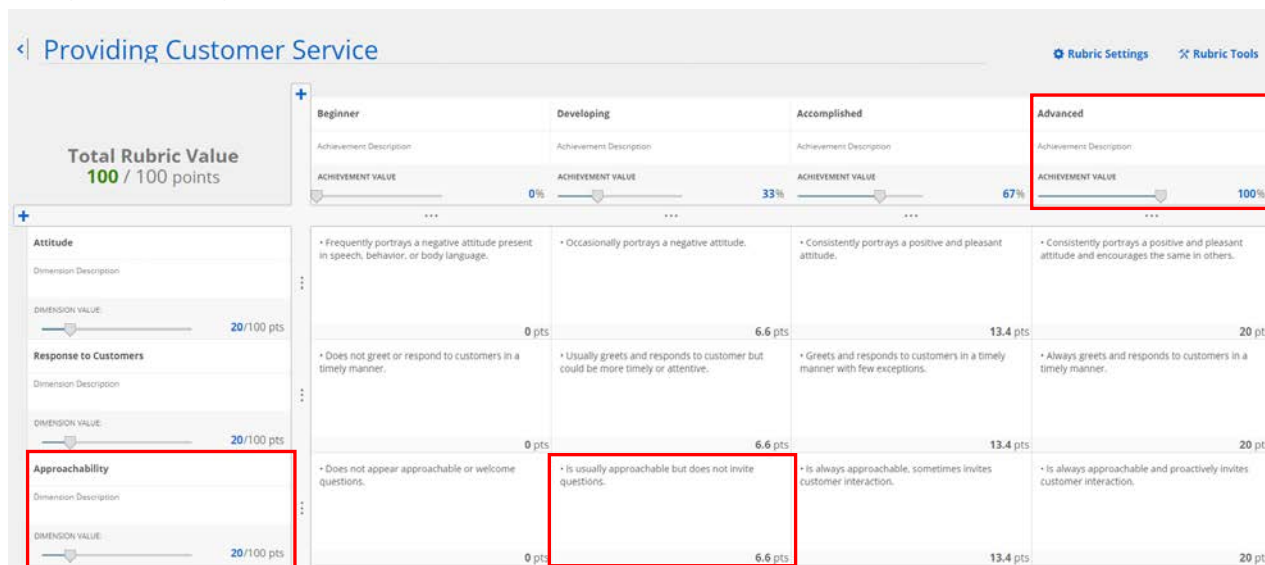 Providing Customer Service
Rubric Settings
Rubric Tools
Total Rubric Value
100 / 100 points
Beginner
Developing
Accomplished
Advanced
Achievement Description
Achievement Description
Achievement Description
Achievement Description
ACHIEVEMENT VALUE
0%
ACHIEVEMENT VALUE
33%
ACHIEVEMENT VALUE
67%
ACHIEVEMENT VALUE
100%
Attitude
Dimension Description
DIMENSION VALUE:
20/100 pts
• Frequently portrays a negative attitude present
in speech, behavior, or body language.
0 pts
• Occasionally portrays a negative attitude.
6.6 pts
• Consistently portrays a positive and pleasant
attitude.
13.4 pts
• Consistently portrays a positive and pleasant
attitude and encourages the same in others.
20 pt
Response to Customers
Dimension Description
DIMENSION VALUE:
20/100 pts
• Does not greet or respond to customers in a
timely manner.
0 pts
• Usually greets and responds to customer but
could be more timely or attentive.
6.6 pts
• Greets and responds to customers in a timely
manner with few exceptions.
13.4 pts
• Always greets and responds to customers in a
timely manner.
20 pt
Approachability
Dimension Description
DIMENSION VALUE:
20/100 pts
• Does not appear approachable or welcome
questions.
0 pts
• Is usually approachable but does not invite
questions.
6.6 pts
• Is always approachable, sometimes invites
customer interaction.
13.4 pts
• Is always approachable and proactively invites
customer interaction.
20 pt